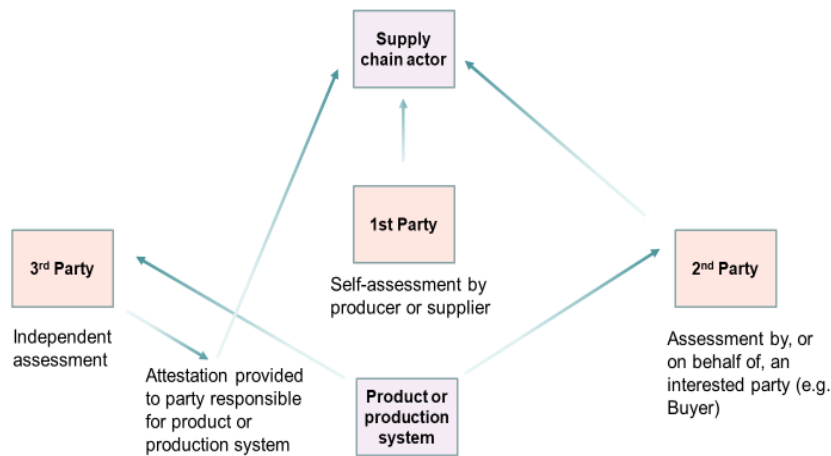 Supply
chain actor
1st Party
Self-assessment by
producer or supplier
3rd Party
Independent
assessment
2nd Party
Assessment by, or
on behalf of, an
interested party (e.g.
Buyer)
Attestation provided
to party responsible
for product or
production system
Product or
production
system